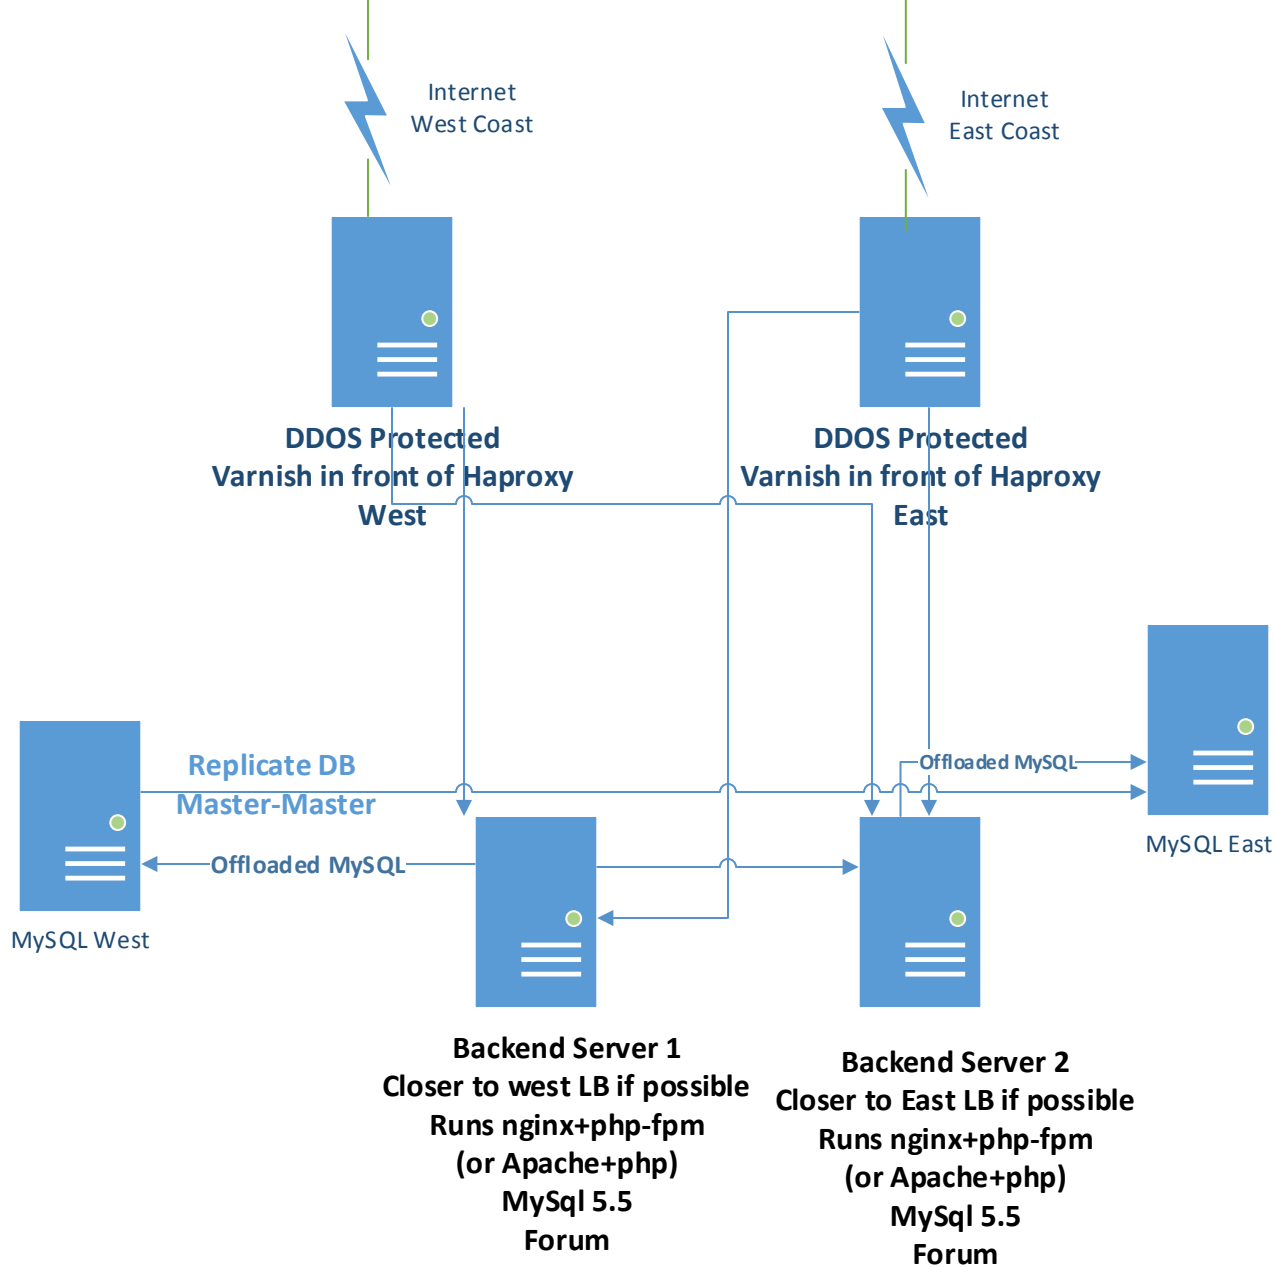 Internet
West Coast
Internet
East Coast
DDOS Protected
Varnish in front of Haproxy
West
DDOS Protected
Varnish in front of Haproxy
East
Replicate DB
Master-Master
Offloaded MySQL
Offloaded MySQL
MySQL East
MySQL West
Backend Server 1
Closer to west LB if possible
Runs nginx+php-fpm
(or Apache+php)
MySql 5.5
Forum
Backend Server 2
Closer to East LB if possible
Runs nginx+php-fpm
(or Apache+php)
MySql 5.5
Forum